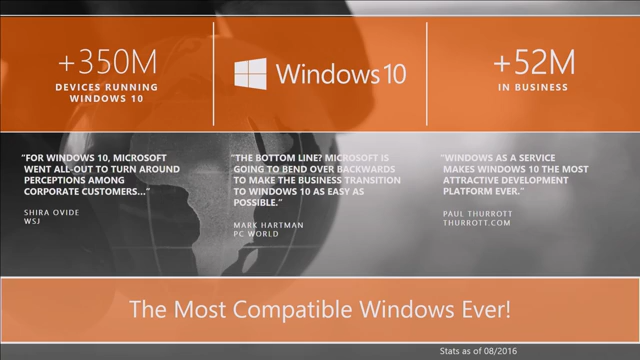 +350M
DEVICES RUNNING
WINDOWS 10
Windows 10
+52M
IN BUSINESS
"FOR WINDOWS 10, MICROSOFT
WENT ALL-OUT TO TURN AROUND
PERCEPTIONS AMONG
CORPORATE CUSTOMERS..."
SHIRA OVIDE
WSJ
"THE BOTTOM LINE? MICROSOFT IS
GOING TO BEND OVER BACKWARDS
TO MAKE THE BUSINESS TRANSITION
TO WINDOWS 10 AS EASY AS
POSSIBLE."
MARK HARTMAN
PC WORLD
"WINDOWS AS A SERVICE
MAKES WINDOWS 10 THE MOST
ATTRACTIVE DEVELOPMENT
PLATFORM EVER."
PAUL THURROTT
THURROTT.COM
The Most Compatible Windows Ever!
Stats as of 08/2016